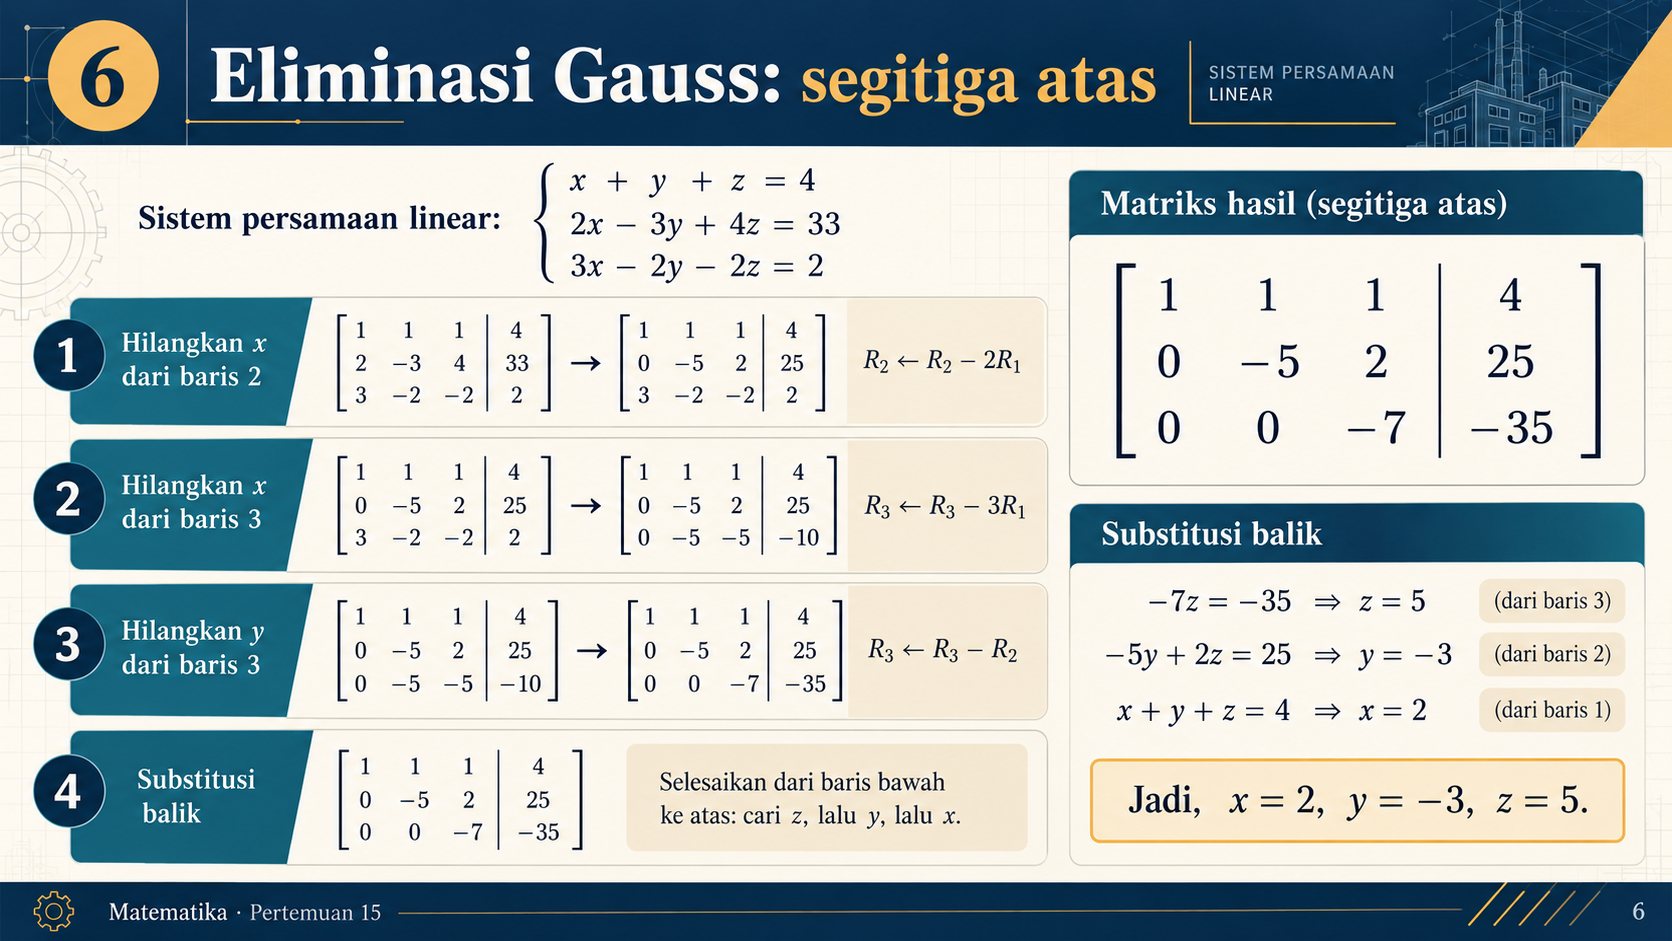 6
Eliminasi Gauss: segitiga atas
SISTEM PERSAMAAN
LINEAR
Sistem persamaan linear:
x + y + z = 4
2x − 3y + 4z = 33
3x − 2y − 2z = 2
1
Hilangkan x
dari baris 2
1 1 1 | 4
2 −3 4 | 33
3 −2 −2 | 2
→
1 1 1 | 4
0 −5 2 | 25
3 −2 −2 | 2
R₂ ← R₂ − 2R₁
2
Hilangkan x
dari baris 3
1 1 1 | 4
0 −5 2 | 25
3 −2 −2 | 2
→
1 1 1 | 4
0 −5 2 | 25
0 −5 −5 | −10
R₃ ← R₃ − 3R₁
3
Hilangkan y
dari baris 3
1 1 1 | 4
0 −5 2 | 25
0 −5 −5 | −10
→
1 1 1 | 4
0 −5 2 | 25
0 0 −7 | −35
R₃ ← R₃ − R₂
4
Substitusi
balik
1 1 1 | 4
0 −5 2 | 25
0 0 −7 | −35
Selesaikan dari baris bawah
ke atas: cari z, lalu y, lalu x.
Matriks hasil (segitiga atas)
1 1 1 | 4
0 −5 2 | 25
0 0 −7 | −35
Substitusi balik
−7z = −35 ⇒ z = 5 (dari baris 3)
−5y + 2z = 25 ⇒ y = −3 (dari baris 2)
x + y + z = 4 ⇒ x = 2 (dari baris 1)
Jadi, x = 2, y = −3, z = 5.
Matematika · Pertemuan 15
6